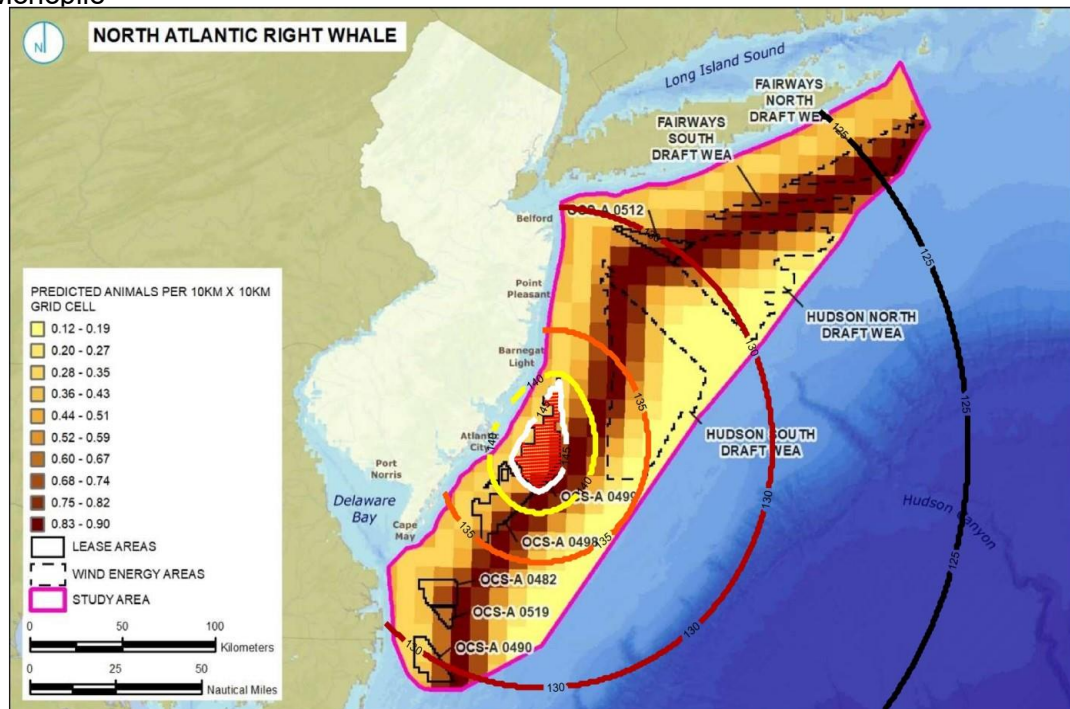 Monopile
N
NORTH ATLANTIC RIGHT WHALE
Long Island Sound
FAIRWAYS
NORTH
DRAFT WEA
FAIRWAYS
SOUTH
DRAFT WEA
125
OCS-A 0512
130
Belford
125
Point
Pleasant
HUDSON NORTH
DRAFT WEA
130
Barnegat
Light
140
135
145
125
Atlantic
City
140
145
HUDSON SOUTH
DRAFT WEA
Port
Norris
140
OCS-A 0499
130
Delaware
Bay
Cape
May
135
OCS-A 0498
135
Hudson Canyon
125
OCS-A 0482
OCS-A 0519
130
OCS-A 0490
130
130
PREDICTED ANIMALS PER 10KM X 10KM
GRID CELL
0.12 - 0.19
0.20 - 0.27
0.28 - 0.35
0.36 - 0.43
0.44 - 0.51
0.52 - 0.59
0.60 - 0.67
0.68 - 0.74
0.75 - 0.82
0.83 - 0.90
LEASE AREAS
WIND ENERGY AREAS
STUDY AREA
0 50 100
Kilometers
0 25 50
Nautical Miles